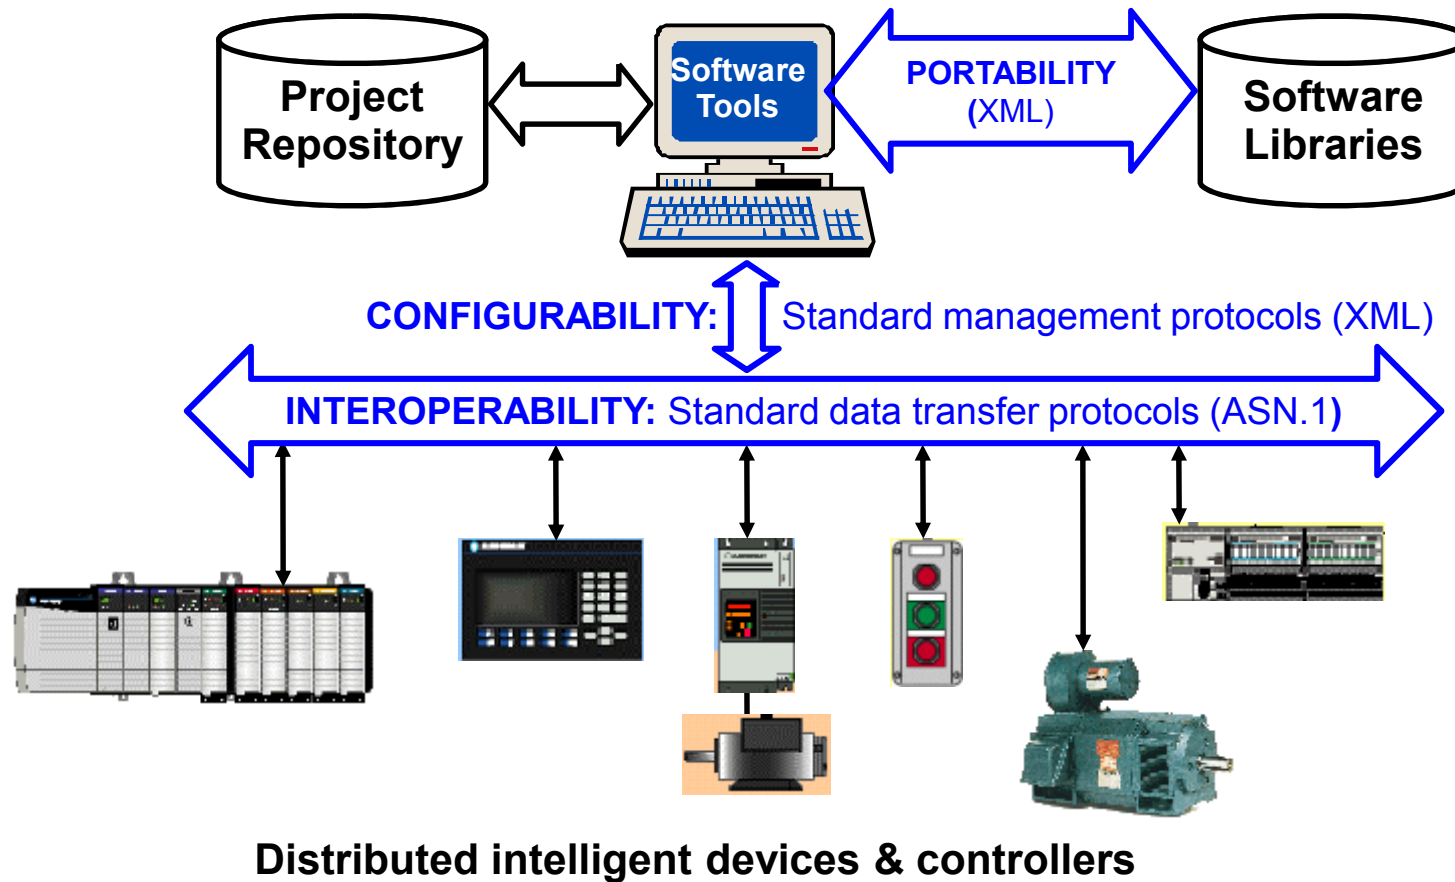 Project
Repository
Software
Tools
PORTABILITY
(XML)
Software
Libraries
CONFIGURABILITY: Standard management protocols (XML)
INTEROPERABILITY: Standard data transfer protocols (ASN.1)
Distributed intelligent devices & controllers